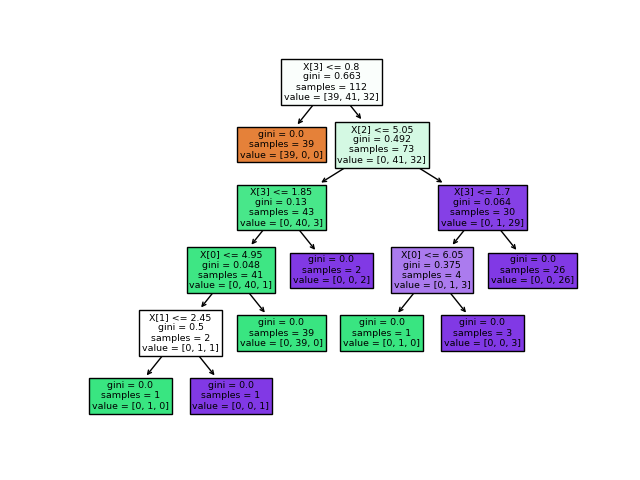 X[3] <= 0.8
gini = 0.663
samples = 112
value = [39, 41, 32]
gini = 0.0
samples = 39
value = [39, 0, 0]
X[2] <= 5.05
gini = 0.492
samples = 73
value = [0, 41, 32]
X[3] <= 1.85
gini = 0.13
samples = 43
value = [0, 40, 3]
X[3] <= 1.7
gini = 0.064
samples = 30
value = [0, 1, 29]
X[0] <= 4.95
gini = 0.048
samples = 41
value = [0, 40, 1]
gini = 0.0
samples = 2
value = [0, 0, 2]
X[0] <= 6.05
gini = 0.375
samples = 4
value = [0, 1, 3]
gini = 0.0
samples = 26
value = [0, 0, 26]
X[1] <= 2.45
gini = 0.5
samples = 2
value = [0, 1, 1]
gini = 0.0
samples = 39
value = [0, 39, 0]
gini = 0.0
samples = 1
value = [0, 1, 0]
gini = 0.0
samples = 3
value = [0, 0, 3]
gini = 0.0
samples = 1
value = [0, 1, 0]
gini = 0.0
samples = 1
value = [0, 0, 1]